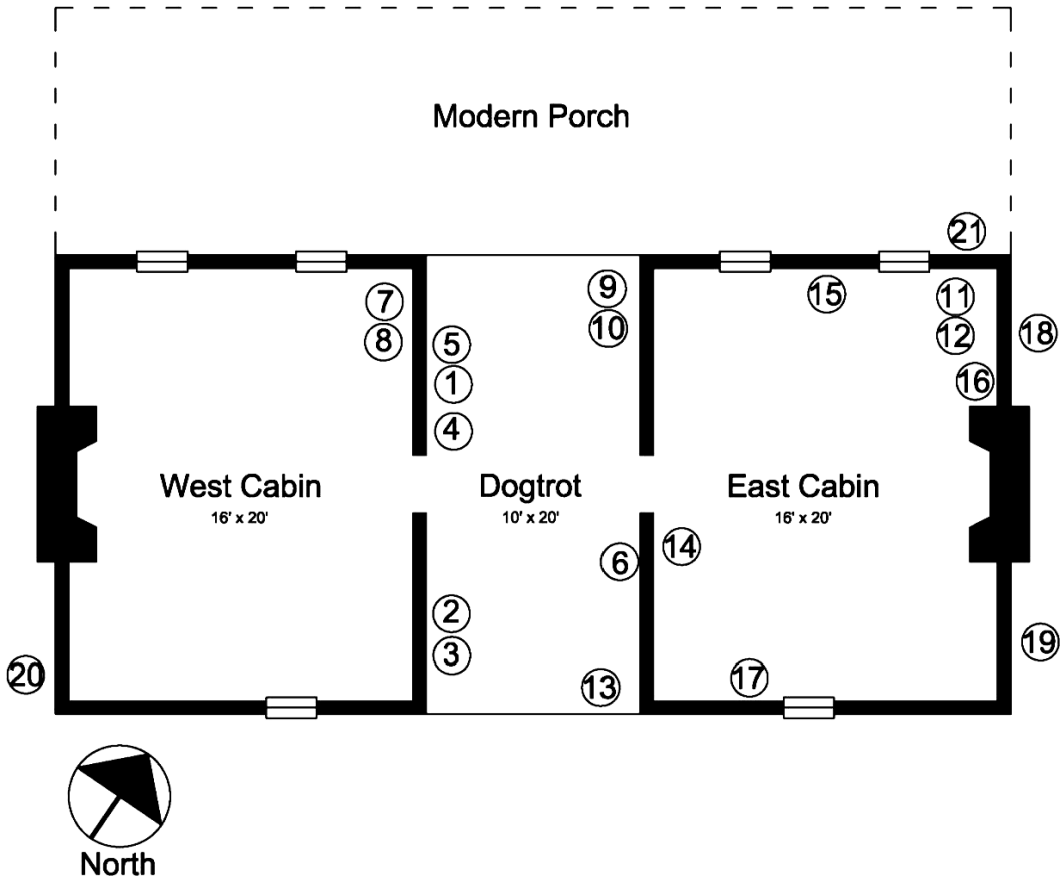 Modern Porch
21
7
9
15
11
8
10
12
18
5
1
16
4
West Cabin
16' x 20'
Dogtrot
10' x 20'
East Cabin
16' x 20'
14
6
2
3
19
20
13
17
North